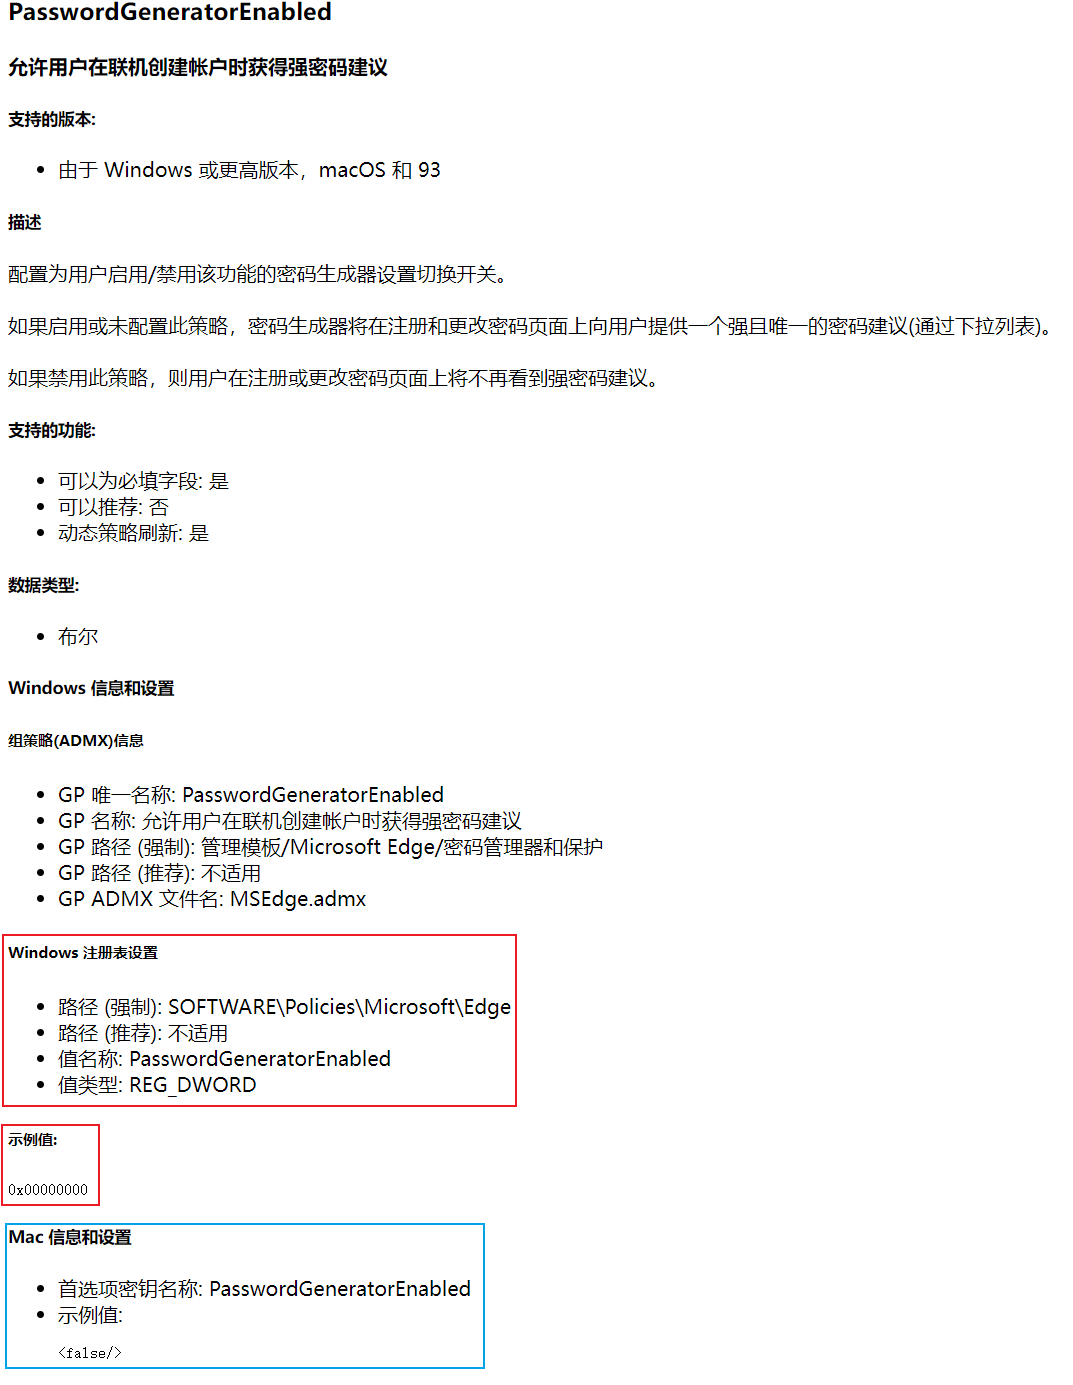 PasswordGeneratorEnabled
允许用户在联机创建帐户时获得强密码建议
支持的版本:
• 由于 Windows 或更高版本，macOS 和 93
描述
配置为用户启用/禁用该功能的密码生成器设置切换开关。
如果启用或未配置此策略，密码生成器将在注册和更改密码页面上向用户提供一个强且唯一的密码建议(通过下拉列表)。
如果禁用此策略，则用户在注册或更改密码页面上将不再看到强密码建议。
支持的功能:
• 可以为必填字段: 是
• 可以推荐: 否
• 动态策略刷新: 是
数据类型:
• 布尔
Windows 信息和设置
组策略(ADMX)信息
• GP 唯一名称: PasswordGeneratorEnabled
• GP 名称: 允许用户在联机创建帐户时获得强密码建议
• GP 路径 (强制): 管理模板/Microsoft Edge/密码管理器和保护
• GP 路径 (推荐): 不适用
• GP ADMX 文件名: MSEdge.admx
Windows 注册表设置
• 路径 (强制): SOFTWARE\Policies\Microsoft\Edge
• 路径 (推荐): 不适用
• 值名称: PasswordGeneratorEnabled
• 值类型: REG_DWORD
示例值:
0x00000000
Mac 信息和设置
• 首选项密钥名称: PasswordGeneratorEnabled
• 示例值:
<false/>